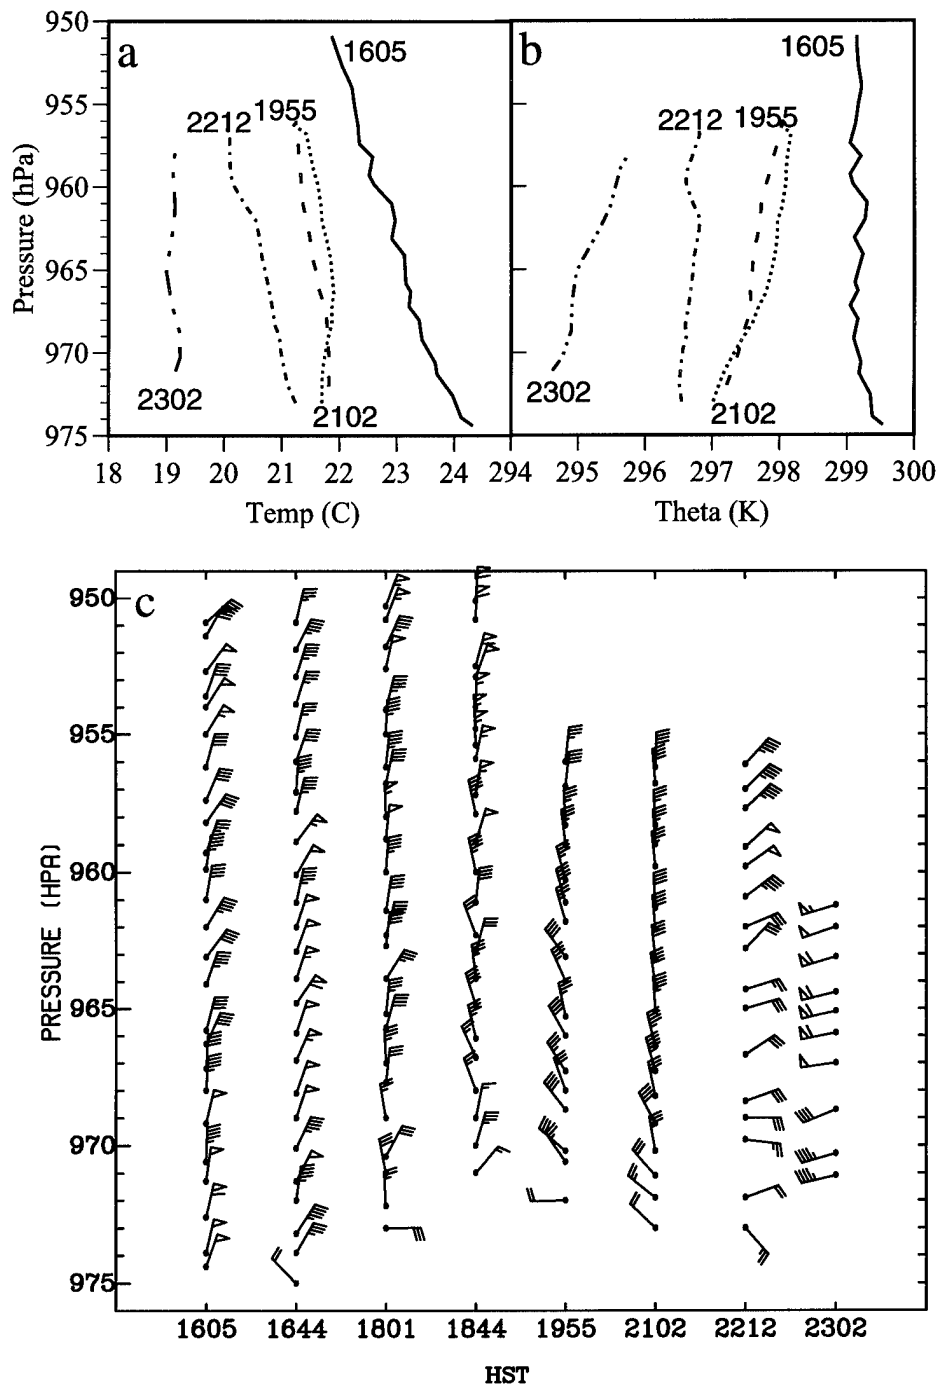 950
955
960
965
970
975
Pressure (hPa)
a
1605
2212
1955
2302
2102
18 19 20 21 22 23 24
Temp (C)
b
1605
2212
1955
2302
2102
294 295 296 297 298 299 300
Theta (K)
c
950
955
960
965
970
975
PRESSURE (HPA)
1605 1644 1801 1844 1955 2102 2212 2302
HST